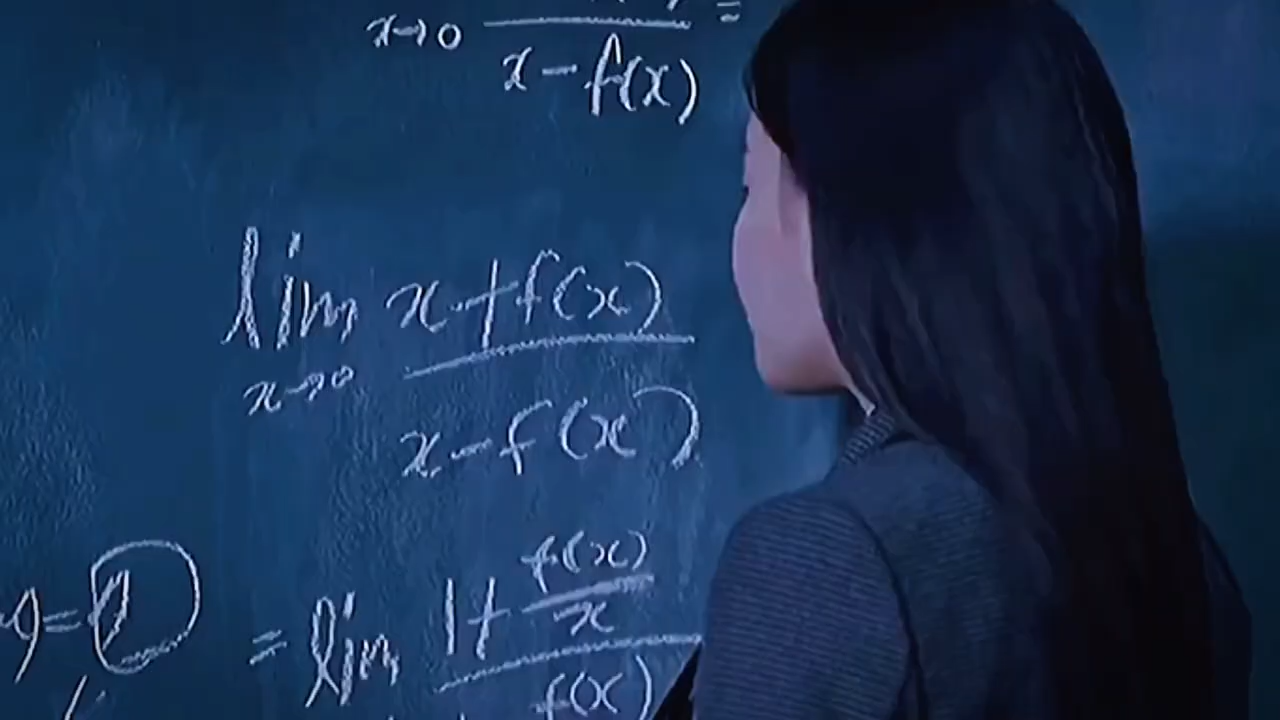 x→0 x-f(x) =
lim x+f(x)
x→0 x-f(x)
= lim 1+ f(x)/x
f(x)